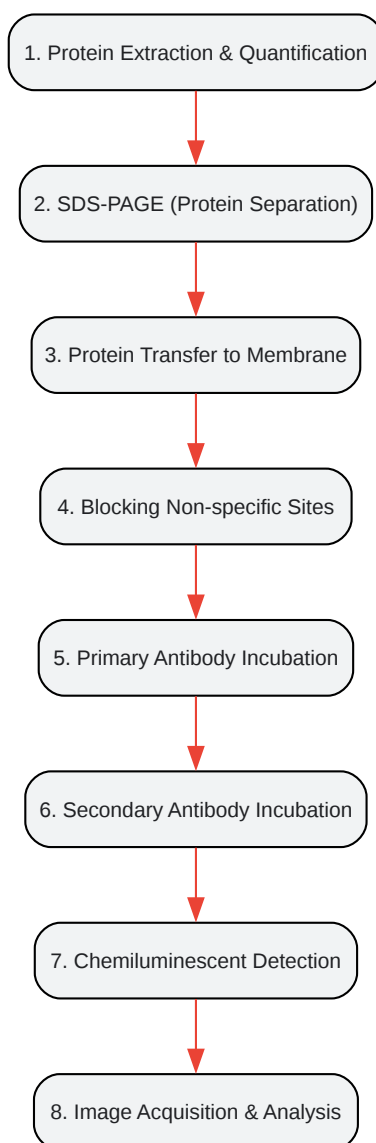 1. Protein Extraction & Quantification
2. SDS-PAGE (Protein Separation)
3. Protein Transfer to Membrane
4. Blocking Non-specific Sites
5. Primary Antibody Incubation
6. Secondary Antibody Incubation
7. Chemiluminescent Detection
8. Image Acquisition & Analysis